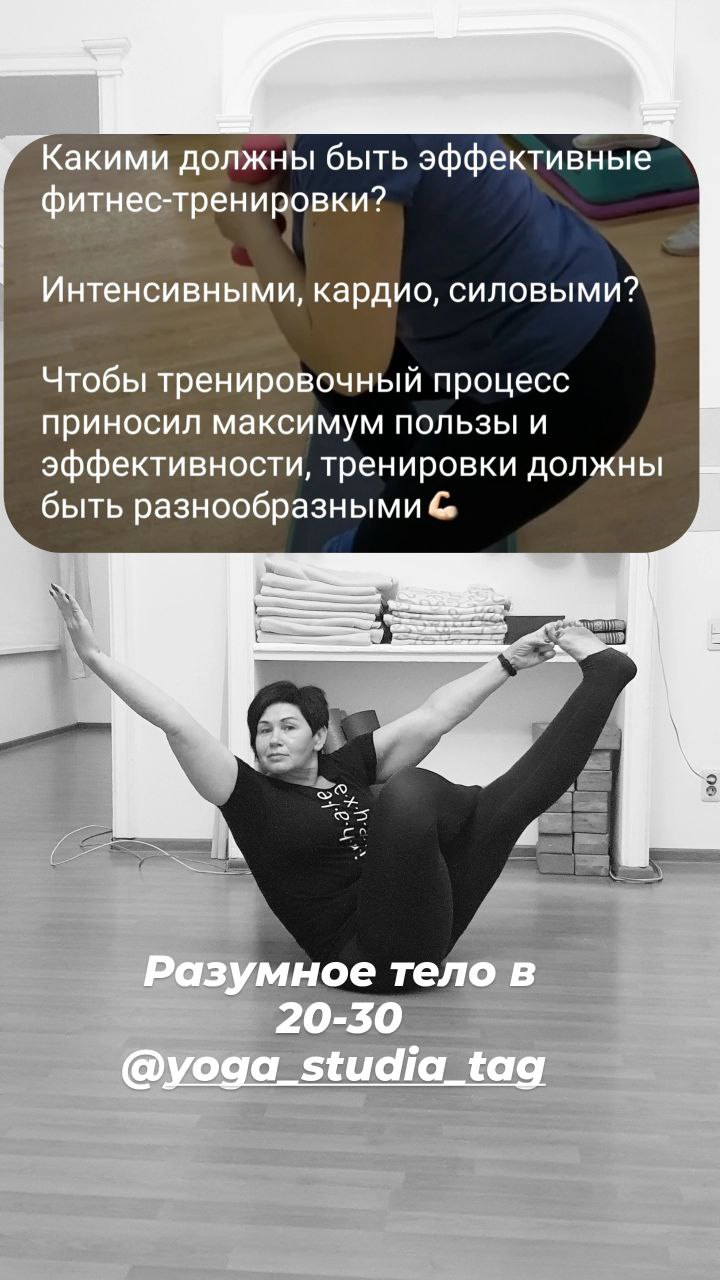 Какими должны быть эффективные
фитнес-тренировки?
Интенсивными, кардио, силовыми?
Чтобы тренировочный процесс
приносил максимум пользы и
эффективности, тренировки должны
быть разнообразными💪🏻
Разумное тело в
20-30
@yoga_studia_tag